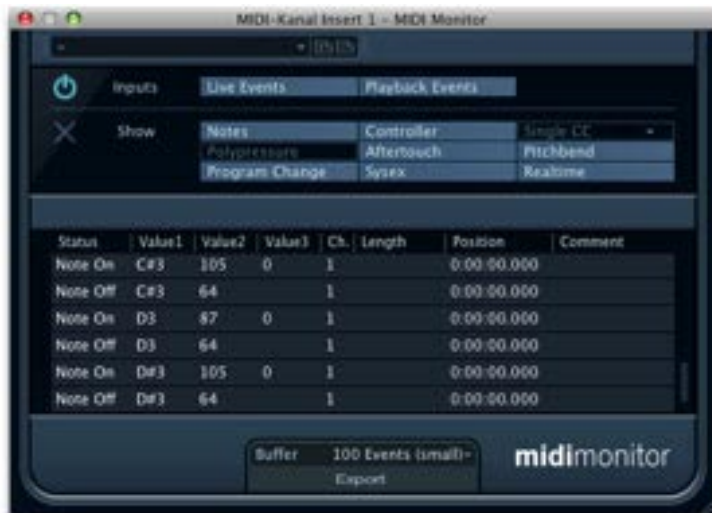 MIDI-Kanal Insert 1 - MIDI Monitor
Inputs Live Events Playback Events
Show Notes Controller Single CC
Polypressure Aftertouch Pitchbend
Program Change Sysex Realtime
Status Value1 Value2 Value3 Ch. Length Position Comment
Note On C#3 105 0 1 0:00:00.000
Note Off C#3 64 1 0:00:00.000
Note On D3 87 0 1 0:00:00.000
Note Off D3 64 1 0:00:00.000
Note On D#3 105 0 1 0:00:00.000
Note Off D#3 64 1 0:00:00.000
Buffer 100 Events (small)
Export
midimonitor